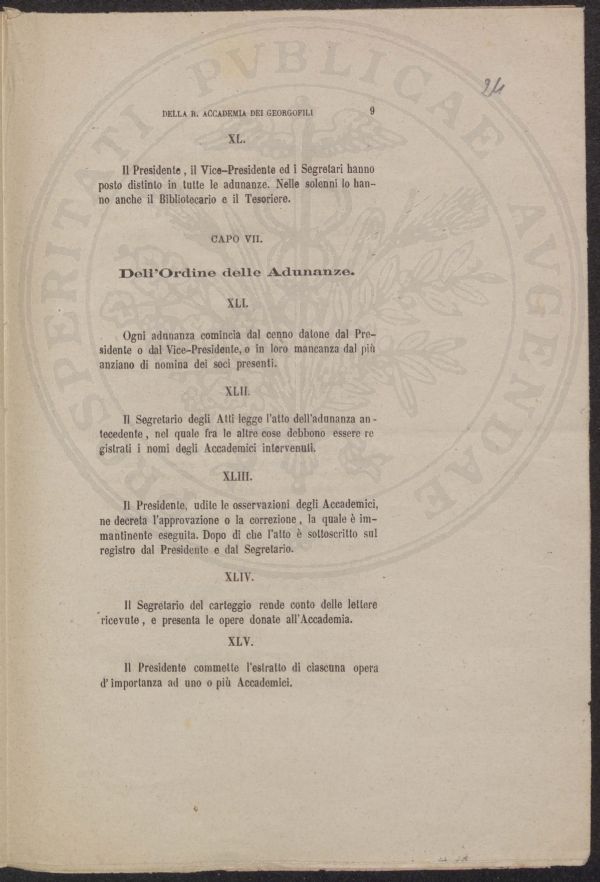 DELLA R. ACCADEMIA DEI GEORGOFILI 9
24
XL.
Il Presidente , il Vice-Presidente ed i Segretari hanno
posto distinto in tutte le adunanze. Nelle solenni lo han-
no anche il Bibliotecario e il Tesoriere.
CAPO VII.
Dell'Ordine delle Adunanze.
XLI.
Ogni adunanza comincia dal cenno datone dal Pre-
sidente o dal Vice-Presidente, o in loro mancanza dal più
anziano di nomina dei soci presenti.
XLII.
Il Segretario degli Atti legge l'atto dell'adunanza an-
tecedente , nel quale fra le altre cose debbono essere re
gistrati i nomi degli Accademici intervenuti.
XLIII.
Il Presidente, udite le osservazioni degli Accademici,
ne decreta l'approvazione o la correzione , la quale è im-
mantinente eseguita. Dopo di che l'atto è sottoscritto sul
registro dal Presidente e dal Segretario.
XLIV.
Il Segretario del carteggio rende conto delle lettere
ricevute , e presenta le opere donate all'Accademia.
XLV.
Il Presidente commette l'estratto di ciascuna opera
d'importanza ad uno o più Accademici.
PROSPERITATI PVBLICAE AVGENDAE